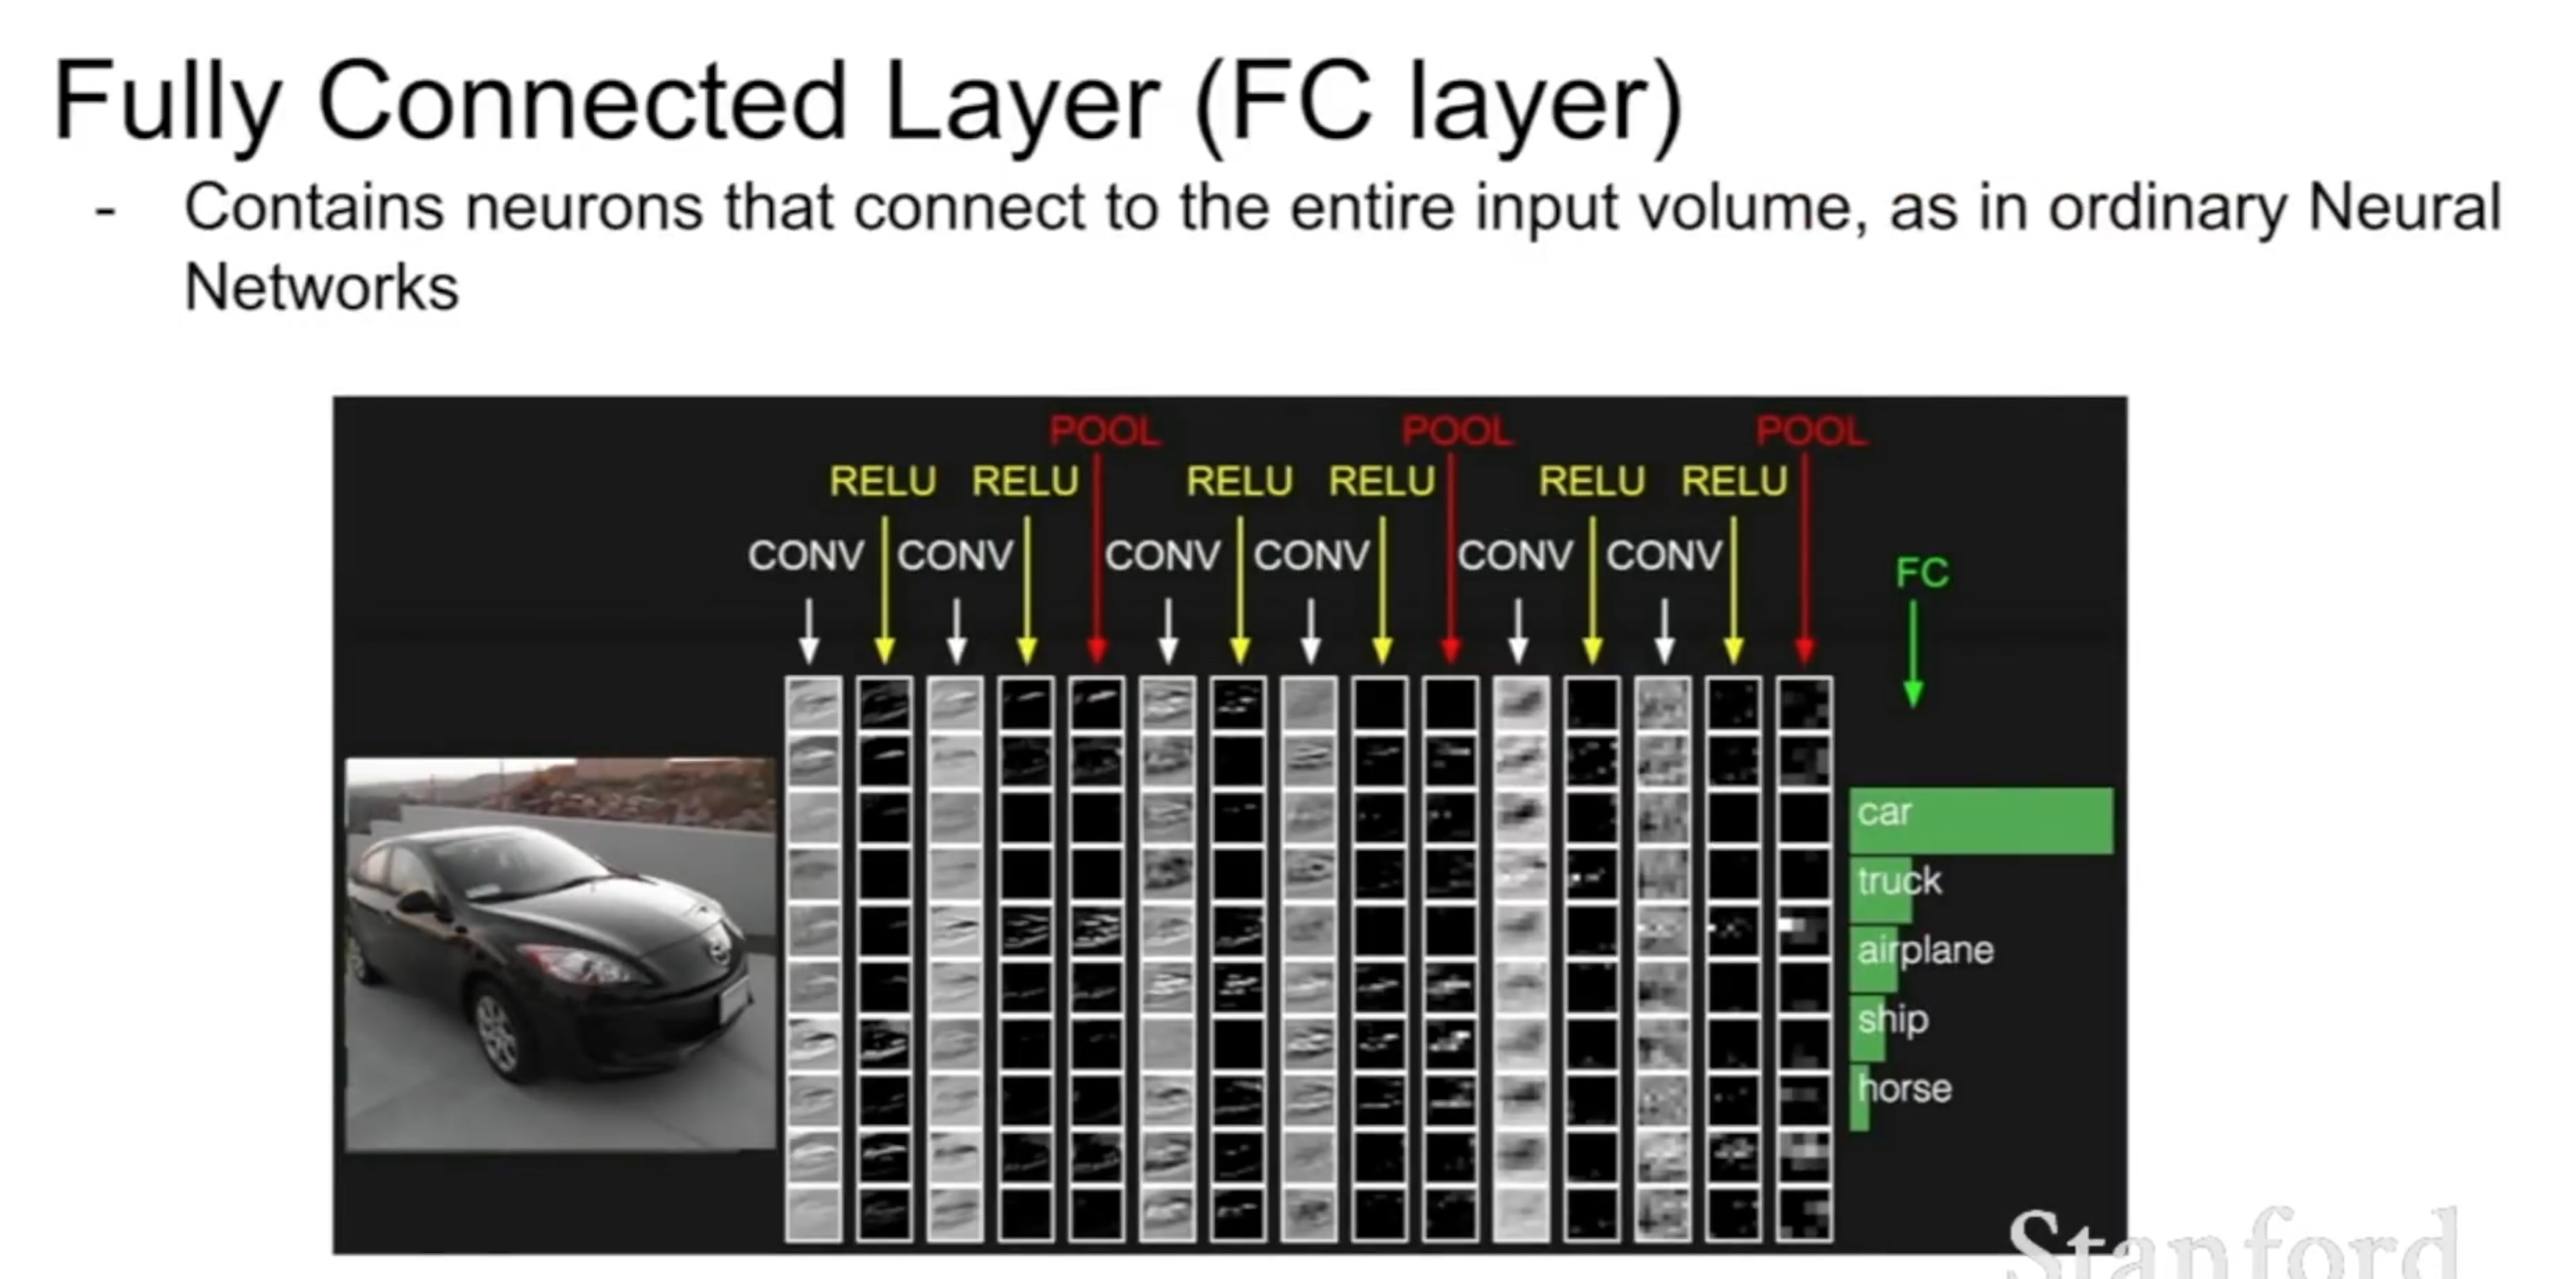 Fully Connected Layer (FC layer)
- Contains neurons that connect to the entire input volume, as in ordinary Neural
Networks
POOL POOL POOL
RELU RELU RELU RELU RELU RELU
CONV CONV CONV CONV CONV CONV
FC
car
truck
airplane
ship
horse
Stanford